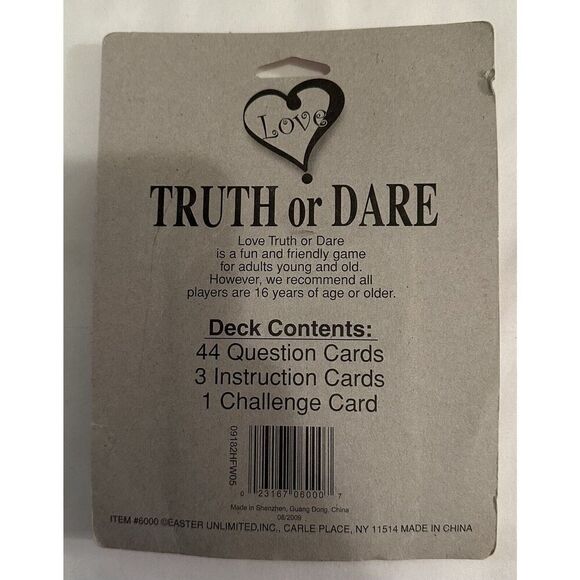 Love
TRUTH or DARE
Love Truth or Dare
is a fun and friendly game
for adults young and old.
However, we recommend all
players are 16 years of age or older.
Deck Contents:
44 Question Cards
3 Instruction Cards
1 Challenge Card
09182HFW05
0 23167 06000 7
Made in Shenzhen, Guang Dong, China
08/2009
ITEM #6000 ©EASTER UNLIMITED,INC., CARLE PLACE, NY 11514 MADE IN CHINA